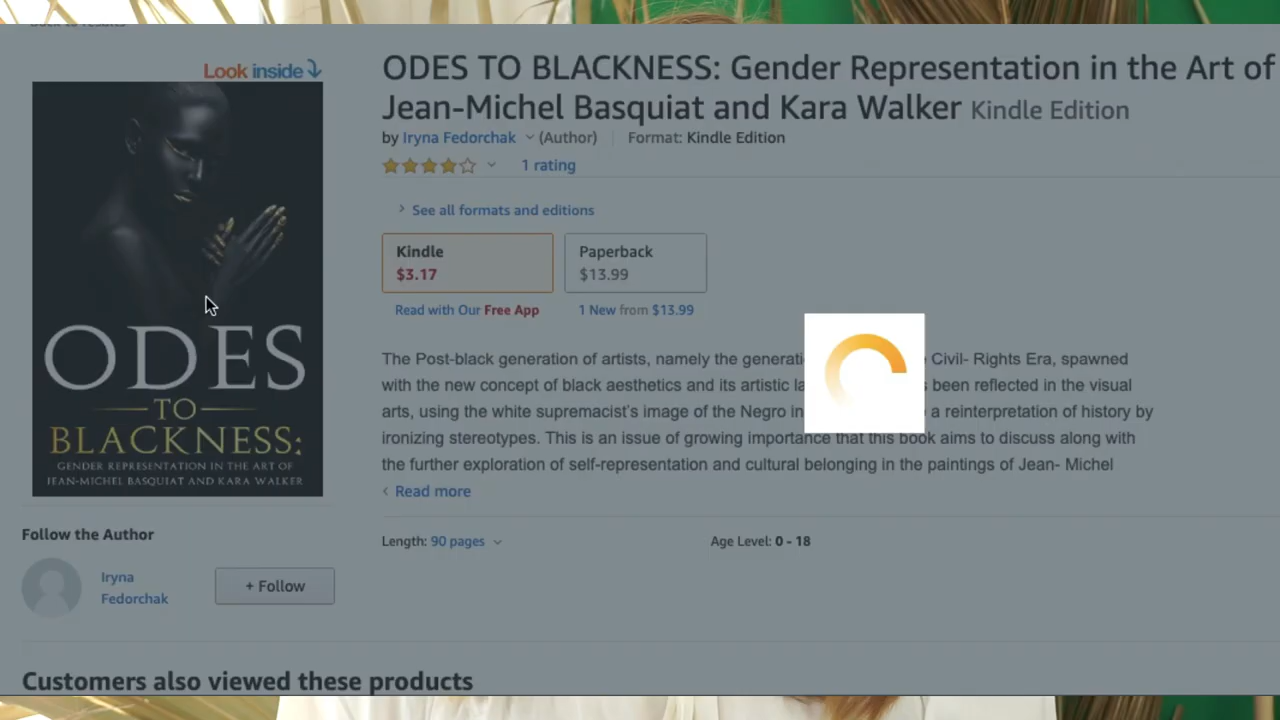 Look inside
ODES TO BLACKNESS: Gender Representation in the Art of
Jean-Michel Basquiat and Kara Walker Kindle Edition
by Iryna Fedorchak (Author) Format: Kindle Edition
1 rating
See all formats and editions
Kindle
$3.17
Paperback
$13.99
Read with Our Free App
1 New from $13.99
The Post-black generation of artists, namely the Civil- Rights Era, spawned
with the new concept of black aesthetics and its artistic been reflected in the visual
arts, using the white supremacist's image of the Negro in a reinterpretation of history by
ironizing stereotypes. This is an issue of growing importance that this book aims to discuss along with
the further exploration of self-representation and cultural belonging in the paintings of Jean- Michel
Read more
Length: 90 pages
Age Level: 0 - 18
ODES
TO
BLACKNESS:
GENDER REPRESENTATION IN THE ART OF
JEAN-MICHEL BASQUIAT AND KARA WALKER
Follow the Author
Iryna
Fedorchak
+ Follow
Customers also viewed these products